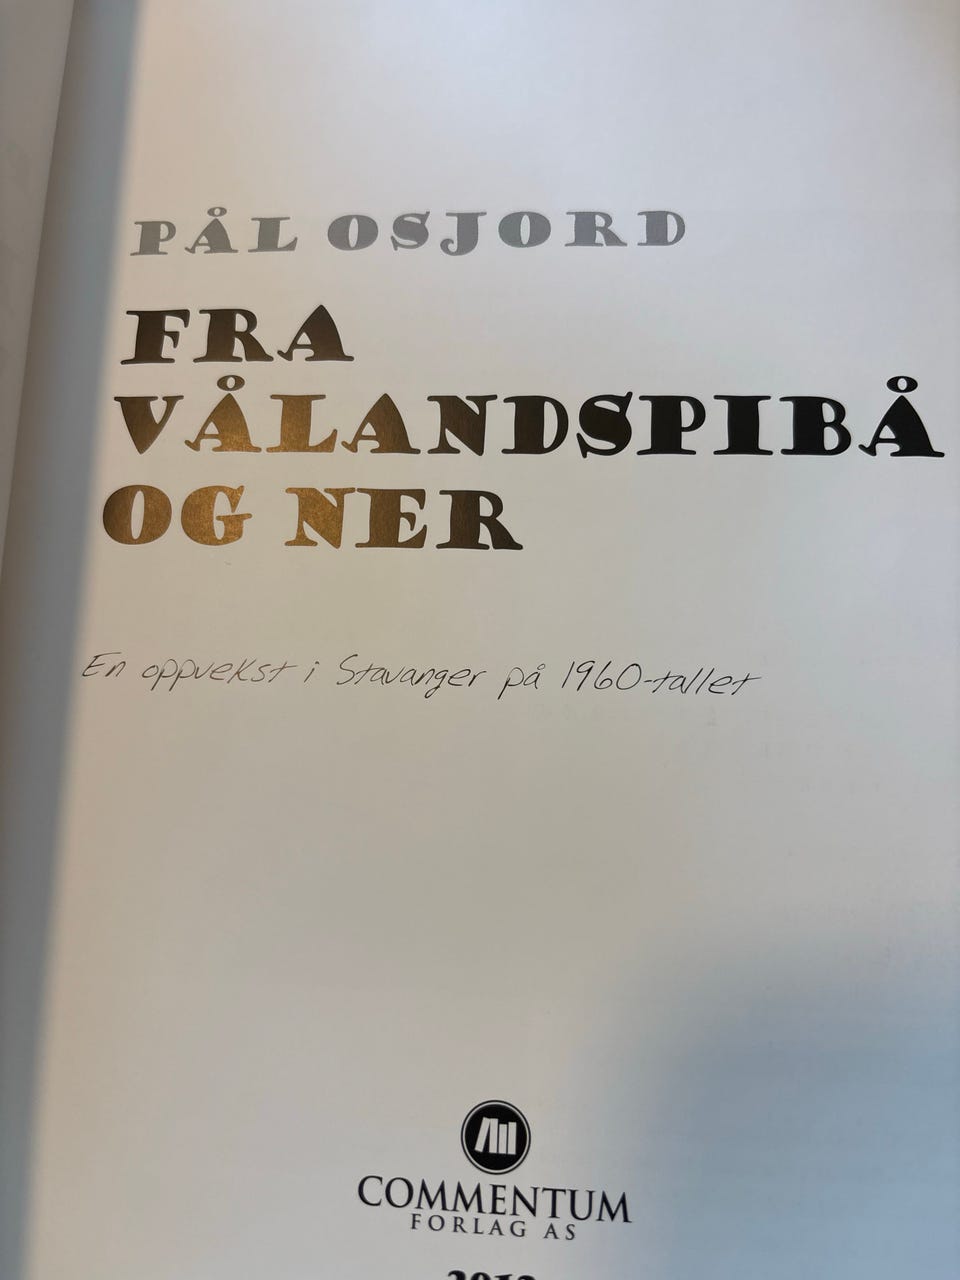 PÅL OSJORD
FRA
VÅLANDSPIBÅ
OG NER
En oppvekst i Stavanger på 1960-tallet
COMMENTUM
FORLAG AS